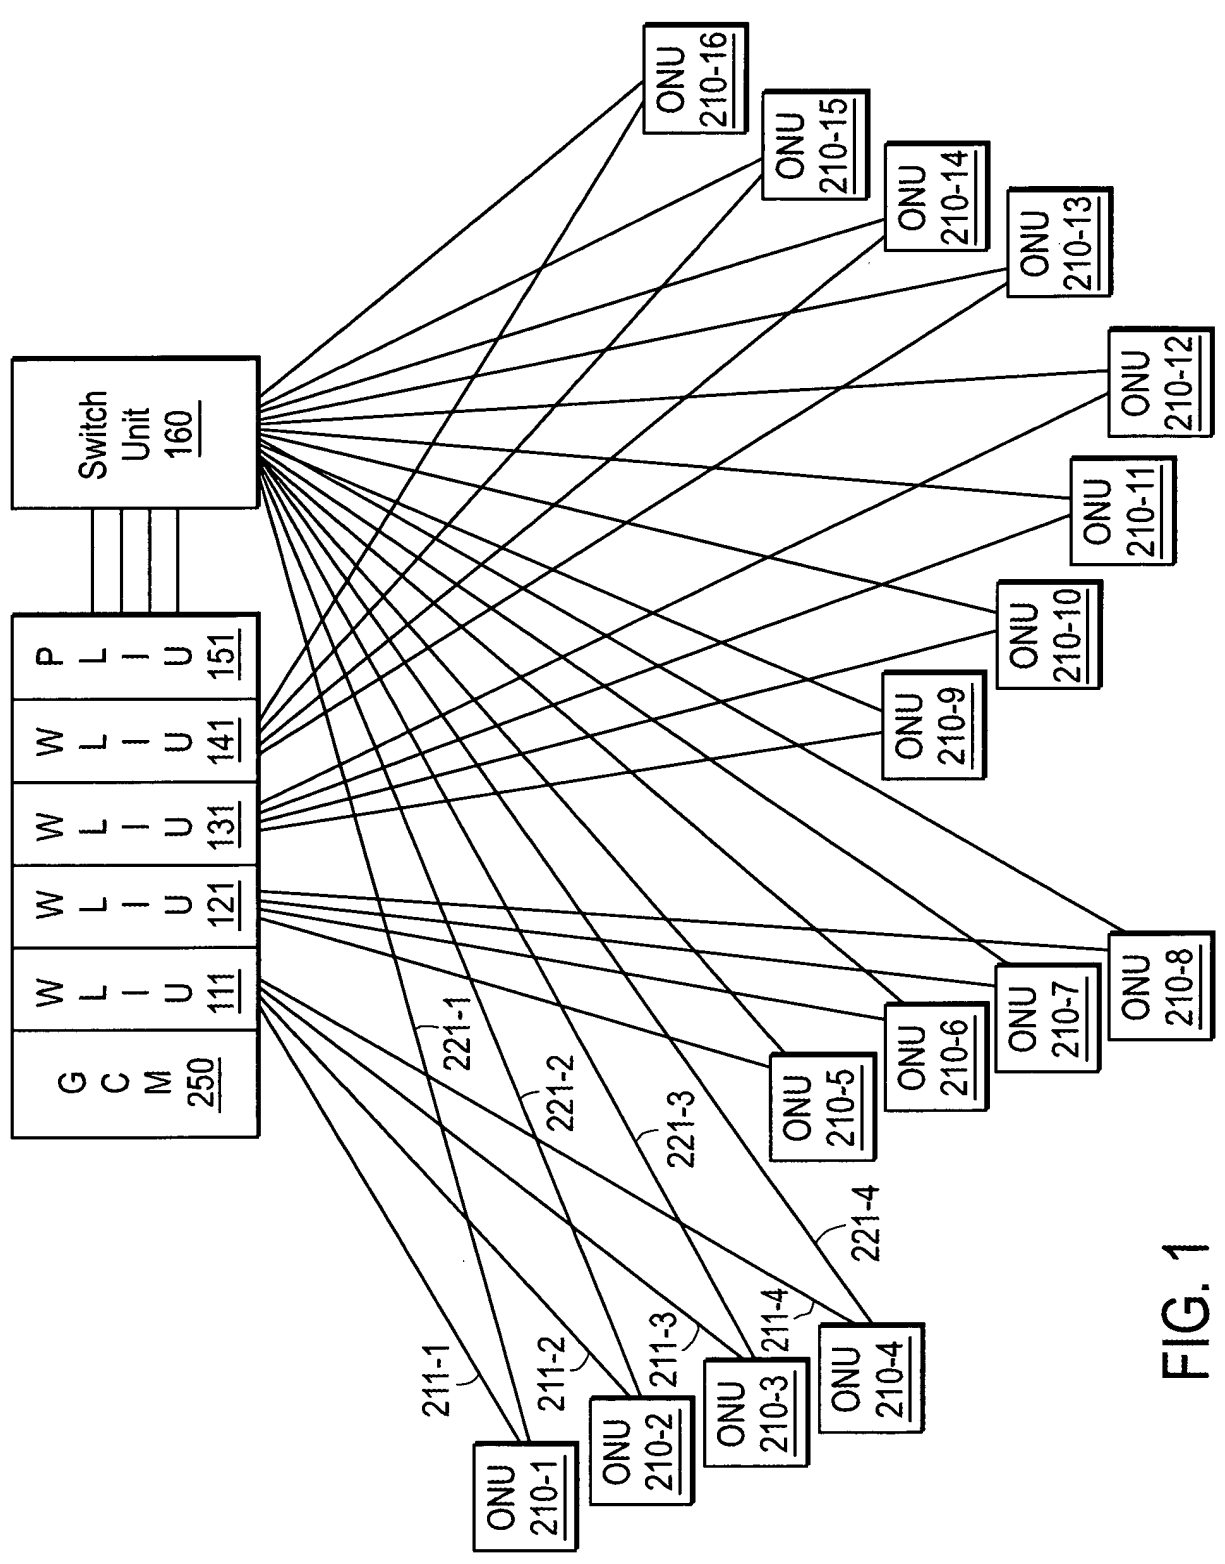 G
C
M
250
W
L
I
U
111
W
L
I
U
121
W
L
I
U
131
W
L
I
U
141
P
L
I
U
151
Switch
Unit
160
211-1
211-2
211-3
211-4
221-1
221-2
221-3
221-4
ONU
210-1
ONU
210-2
ONU
210-3
ONU
210-4
ONU
210-5
ONU
210-6
ONU
210-7
ONU
210-8
ONU
210-9
ONU
210-10
ONU
210-11
ONU
210-12
ONU
210-13
ONU
210-14
ONU
210-15
ONU
210-16
FIG. 1